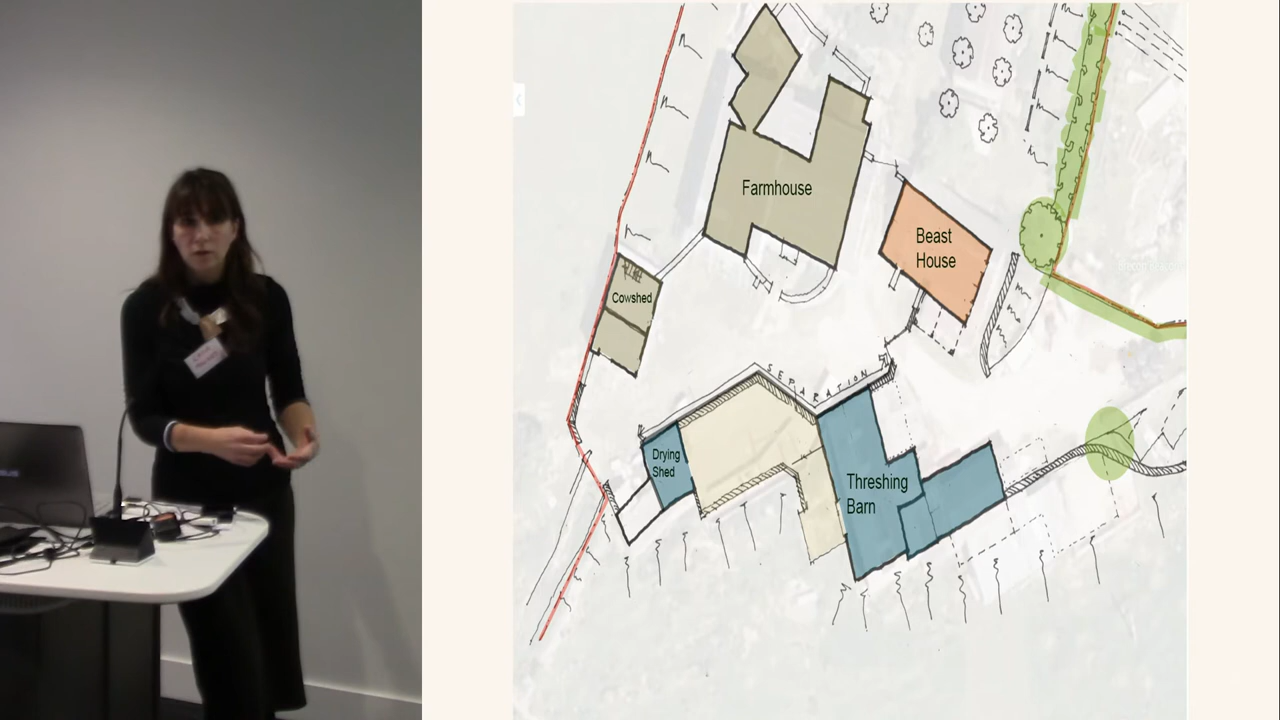 Farmhouse
Beast
House
Cowshed
SEPARATION
Drying
Shed
Threshing
Barn